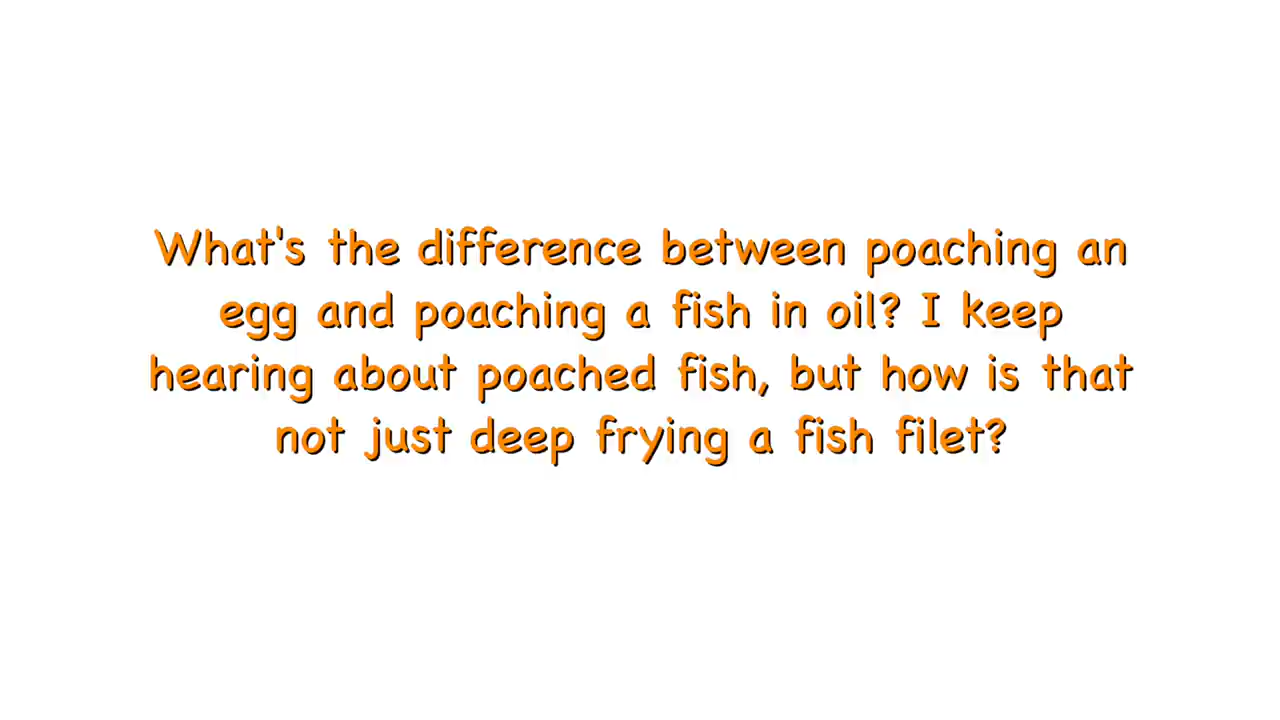 What's the difference between poaching an
egg and poaching a fish in oil? I keep
hearing about poached fish, but how is that
not just deep frying a fish filet?